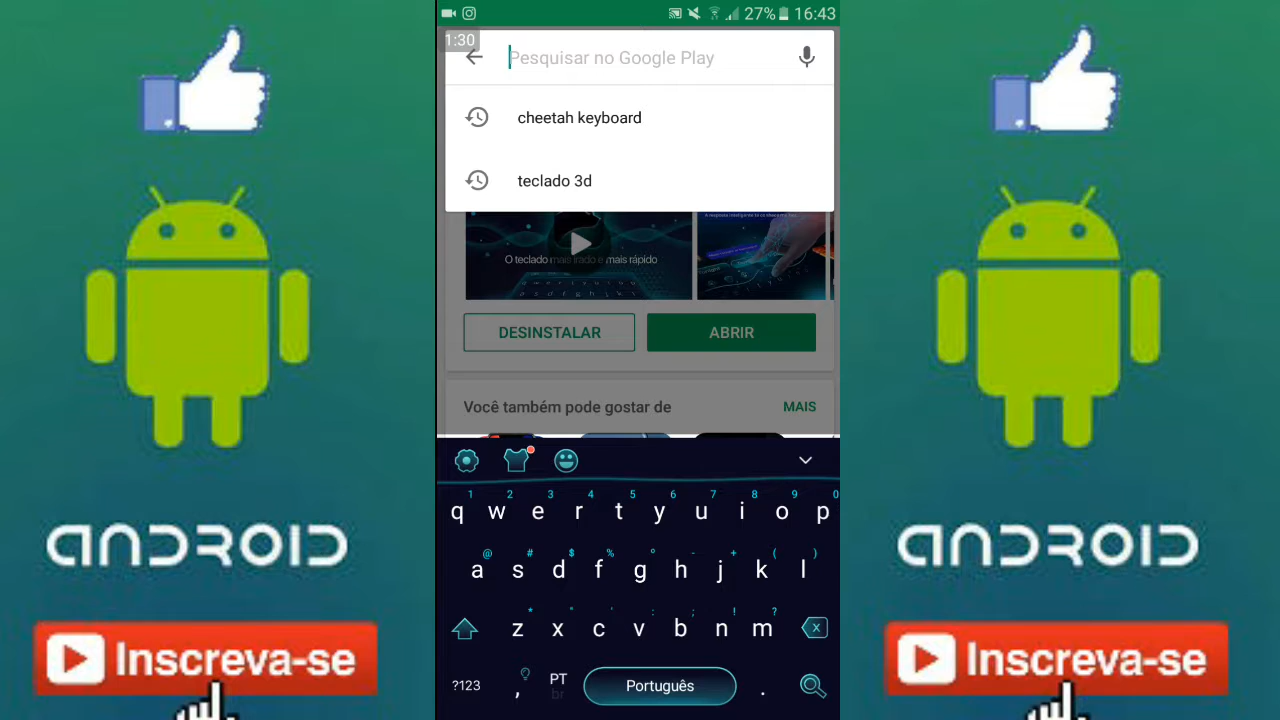 27% 16:43
1:30
Pesquisar no Google Play
cheetah keyboard
teclado 3d
O teclado mais irado e mais rápido
DESINSTALAR
ABRIR
Você também pode gostar de
MAIS
1 2 3 4 5 6 7 8 9 0
q w e r t y u i o p
@ # $ % ° - + ( )
a s d f g h j k l
* " ' : ; ! ?
z x c v b n m
?123 , PT br Português .
ANDROID
Inscreva-se
ANDROID
Inscreva-se